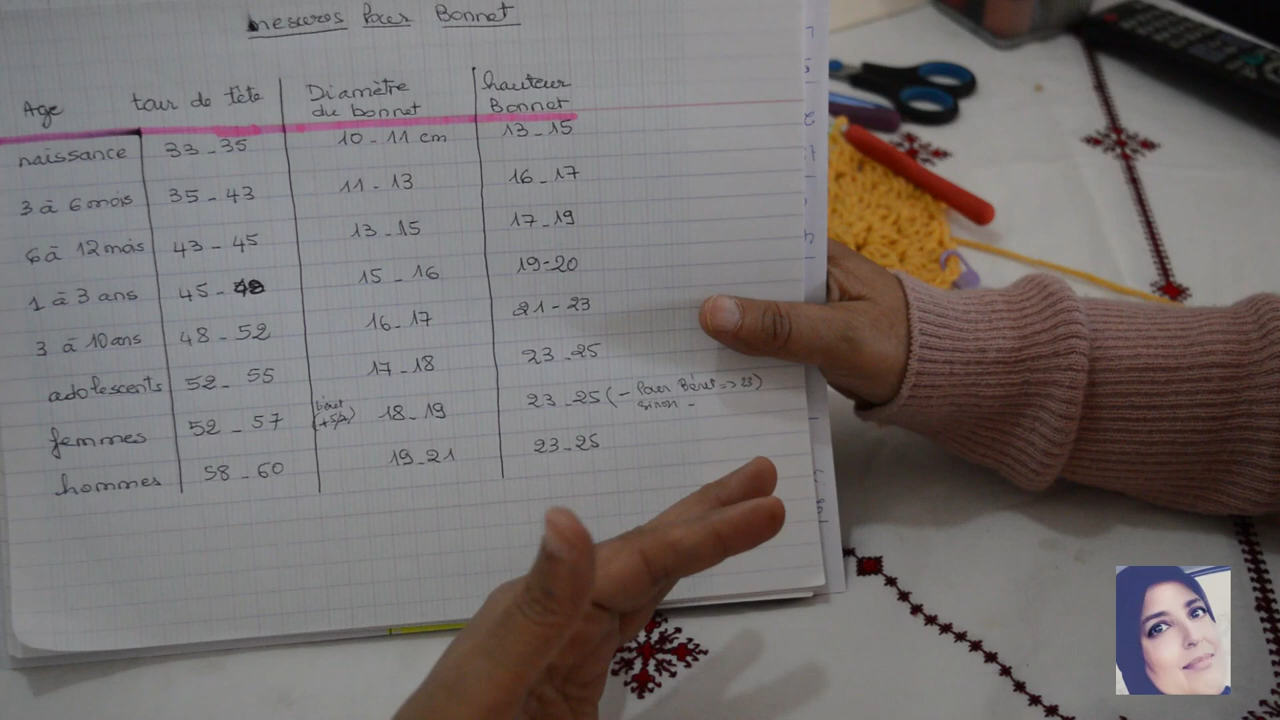 mesures Pour Bonnet
Age tour de tête Diamètre du bonnet hauteur Bonnet
naissance 33-35 10-11 cm 13-15
3 à 6 mois 35-43 11-13 16-17
6 à 12 mois 43-45 13-15 17-19
1 à 3 ans 45-48 15-16 19-20
3 à 10 ans 48-52 16-17 21-23
adolescents 52-55 17-18 23-25
femmes 52-57 18-19 23-25 (- Pour Béret => 23) sinon -
hommes 58-60 19-21 23-25